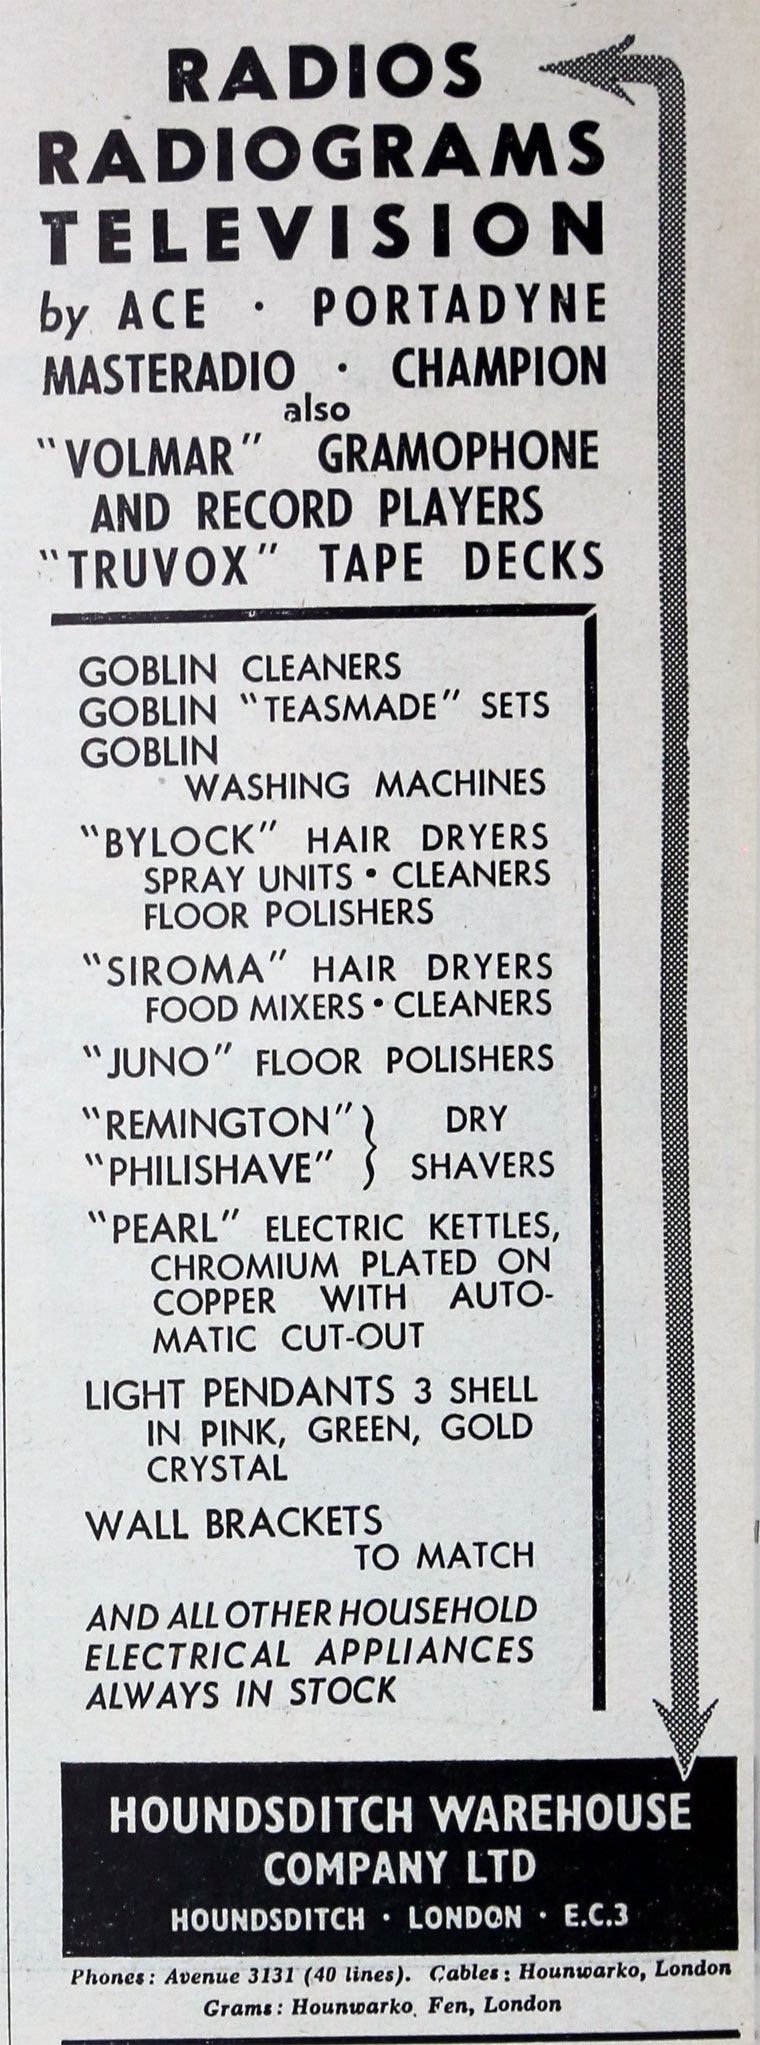 RADIOS
RADIOGRAMS
TELEVISION
by ACE · PORTADYNE
MASTERADIO · CHAMPION
also
"VOLMAR" GRAMOPHONE
AND RECORD PLAYERS
"TRUVOX" TAPE DECKS
GOBLIN CLEANERS
GOBLIN "TEASMADE" SETS
GOBLIN
WASHING MACHINES
"BYLOCK" HAIR DRYERS
SPRAY UNITS • CLEANERS
FLOOR POLISHERS
"SIROMA" HAIR DRYERS
FOOD MIXERS • CLEANERS
"JUNO" FLOOR POLISHERS
"REMINGTON" } DRY
"PHILISHAVE" } SHAVERS
"PEARL" ELECTRIC KETTLES,
CHROMIUM PLATED ON
COPPER WITH AUTO-
MATIC CUT-OUT
LIGHT PENDANTS 3 SHELL
IN PINK, GREEN, GOLD
CRYSTAL
WALL BRACKETS
TO MATCH
AND ALL OTHER HOUSEHOLD
ELECTRICAL APPLIANCES
ALWAYS IN STOCK
HOUNDSDITCH WAREHOUSE
COMPANY LTD
HOUNDSDITCH · LONDON · E.C.3
Phones: Avenue 3131 (40 lines). Cables: Hounwarko, London
Grams: Hounwarko, Fen, London